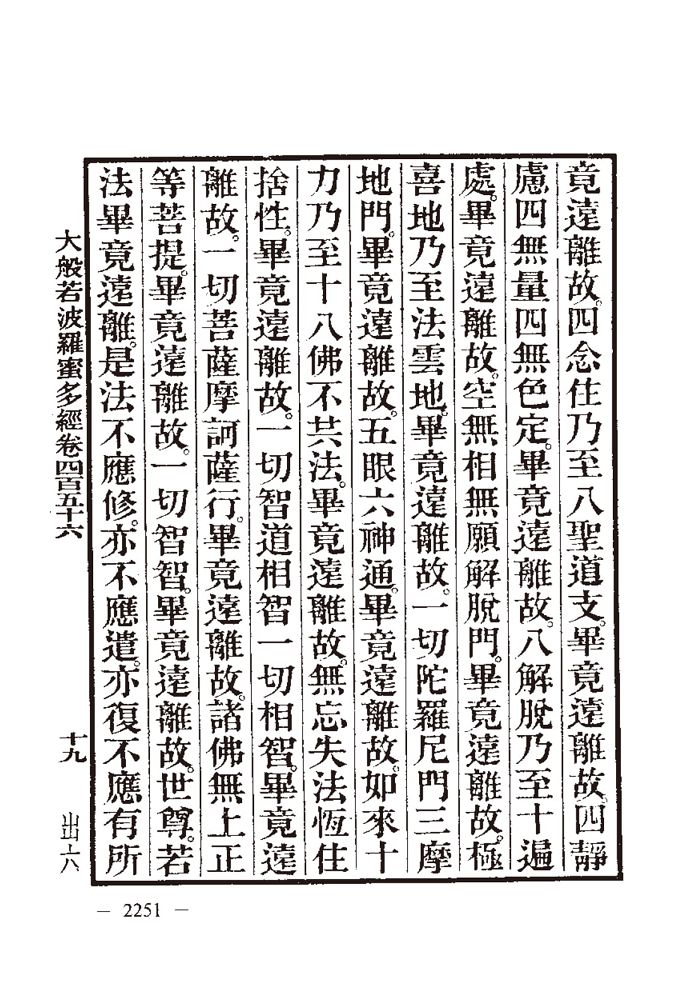 竟遠離故。四念住乃至八聖道支。畢竟遠離故。四靜
慮四無量四無色定。畢竟遠離故。八解脫乃至十遍
處。畢竟遠離故。空無相無願解脫門。畢竟遠離故。極
喜地乃至法雲地。畢竟遠離故。一切陀羅尼門三摩
地門。畢竟遠離故。五眼六神通。畢竟遠離故。如來十
力乃至十八佛不共法。畢竟遠離故。無忘失法恆住
捨性。畢竟遠離故。一切智道相智一切相智。畢竟遠
離故。一切菩薩摩訶薩行。畢竟遠離故。諸佛無上正
等菩提。畢竟遠離故。一切智智。畢竟遠離故。世尊。若
法畢竟遠離。是法不應修。亦不應遣。亦復不應有所
大般若波羅蜜多經卷四百五十六 十九 出六
— 2251 —